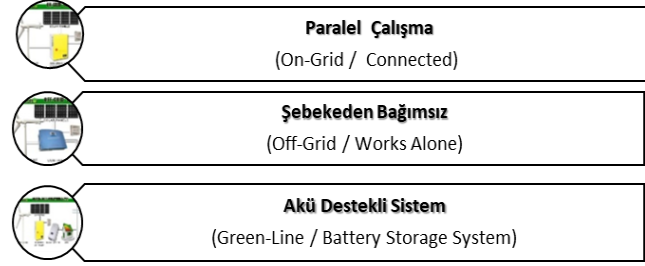 Paralel Çalışma
(On-Grid / Connected)
Şebekeden Bağımsız
(Off-Grid / Works Alone)
Akü Destekli Sistem
(Green-Line / Battery Storage System)